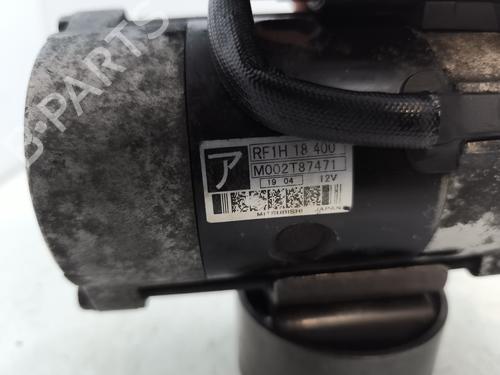 B-PARTS
ア
RF1H 18 400
M002T87471
19 04 12V
MITSUBISHI JAPAN